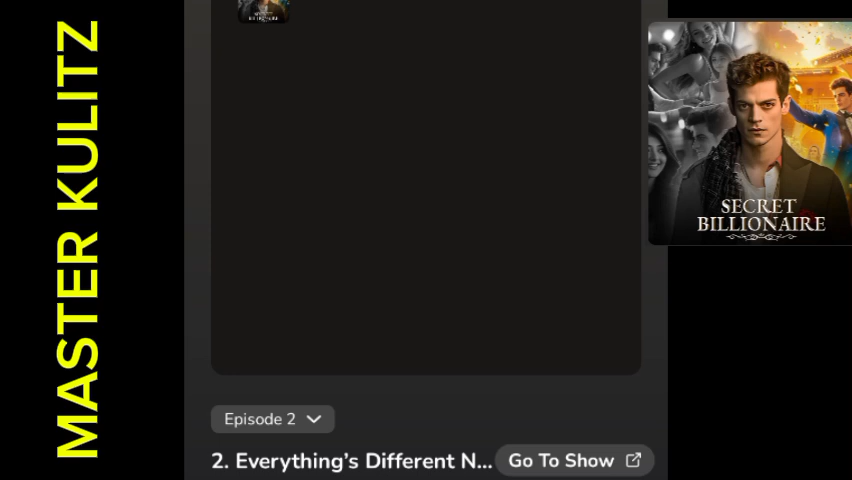 MASTER KULITZ
SECRET
BILLIONAIRE
Episode 2
2. Everything's Different N...
Go To Show